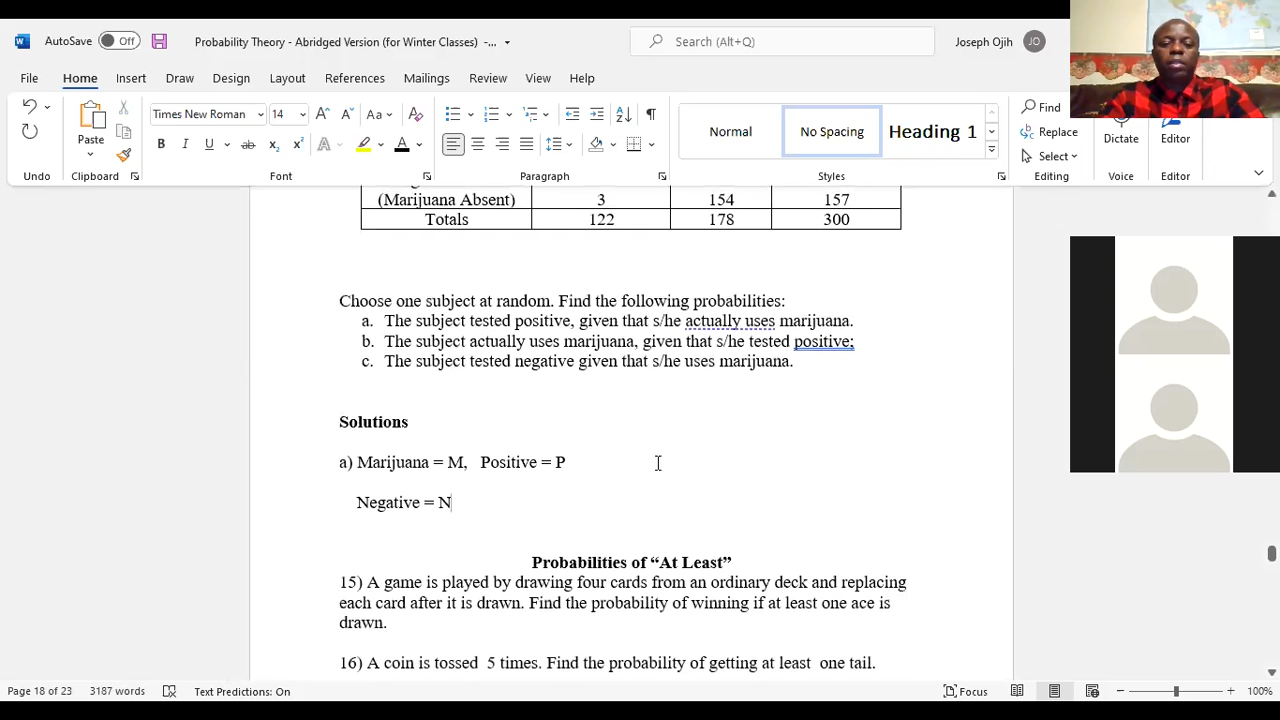 AutoSave Off Probability Theory - Abridged Version (for Winter Classes) -... Search (Alt+Q) Joseph Ojih JO
File Home Insert Draw Design Layout References Mailings Review View Help
Paste Times New Roman 14 Find
Replace
Select
Normal No Spacing Heading 1 Dictate Editor
Undo Clipboard Font Paragraph Styles Editing Voice Editor
(Marijuana Absent) 3 154 157
Totals 122 178 300
Choose one subject at random. Find the following probabilities:
a. The subject tested positive, given that s/he actually uses marijuana.
b. The subject actually uses marijuana, given that s/he tested positive;
c. The subject tested negative given that s/he uses marijuana.
Solutions
a) Marijuana = M, Positive = P
Negative = N
Probabilities of “At Least”
15) A game is played by drawing four cards from an ordinary deck and replacing
each card after it is drawn. Find the probability of winning if at least one ace is
drawn.
16) A coin is tossed 5 times. Find the probability of getting at least one tail.
Page 18 of 23 3187 words Text Predictions: On Focus 100%